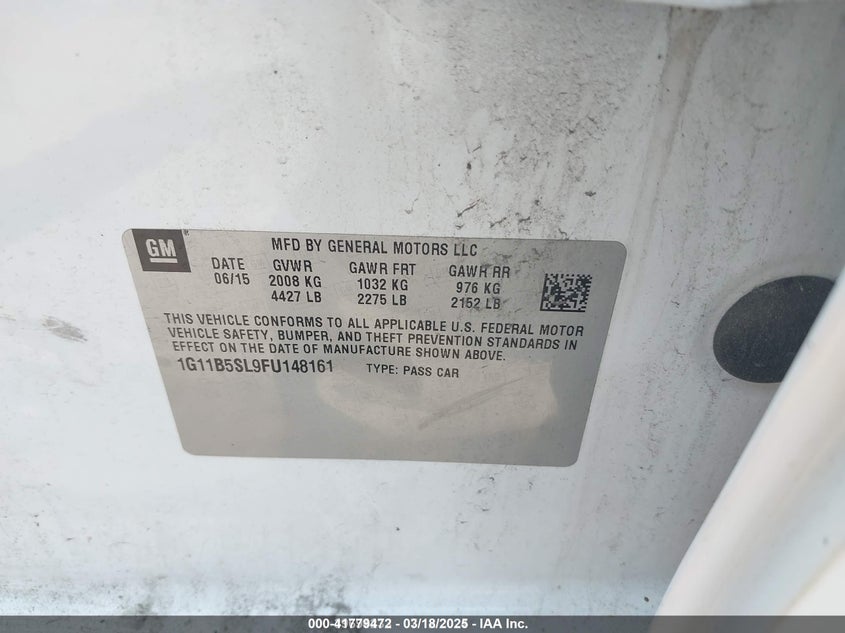 GM
MFD BY GENERAL MOTORS LLC
DATE GVWR GAWR FRT GAWR RR
06/15 2008 KG 1032 KG 976 KG
4427 LB 2275 LB 2152 LB
THIS VEHICLE CONFORMS TO ALL APPLICABLE U.S. FEDERAL MOTOR
VEHICLE SAFETY, BUMPER, AND THEFT PREVENTION STANDARDS IN
EFFECT ON THE DATE OF MANUFACTURE SHOWN ABOVE.
1G11B5SL9FU148161 TYPE: PASS CAR
000-41779472 — 03/18/2025 - IAA Inc.